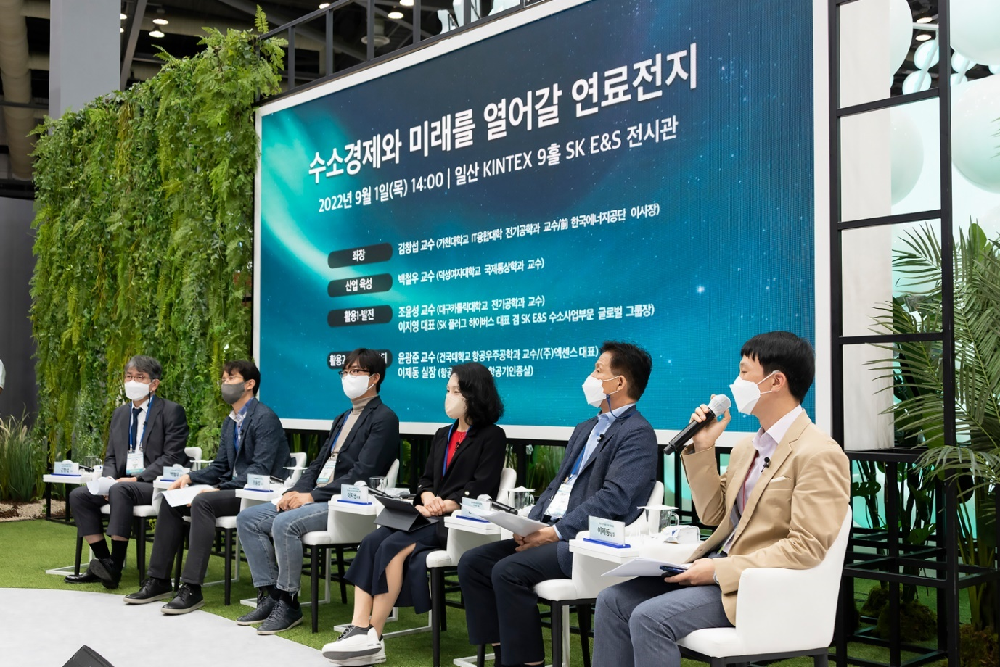 수소경제와 미래를 열어갈 연료전지
2022년 9월 1일(목) 14:00 | 일산 KINTEX 9홀 SK E&S 전시관
좌장 김창섭 교수 (가천대학교 IT융합대학 전기공학과 교수/前 한국에너지공단 이사장)
산업 육성 백철우 교수 (덕성여자대학교 국제통상학과 교수)
활용1-발전 조윤성 교수 (대구카톨릭대학교 전기공학과 교수)
이지영 대표 (SK 플러그 하이버스 대표 겸 SK E&S 수소사업부문 글로벌 그룹장)
활용2 윤광준 교수 (건국대학교 항공우주공학과 교수/(주)엑센스 대표)
이제동 실장 (항공 항공기인증실)
이지영
이제동 실장